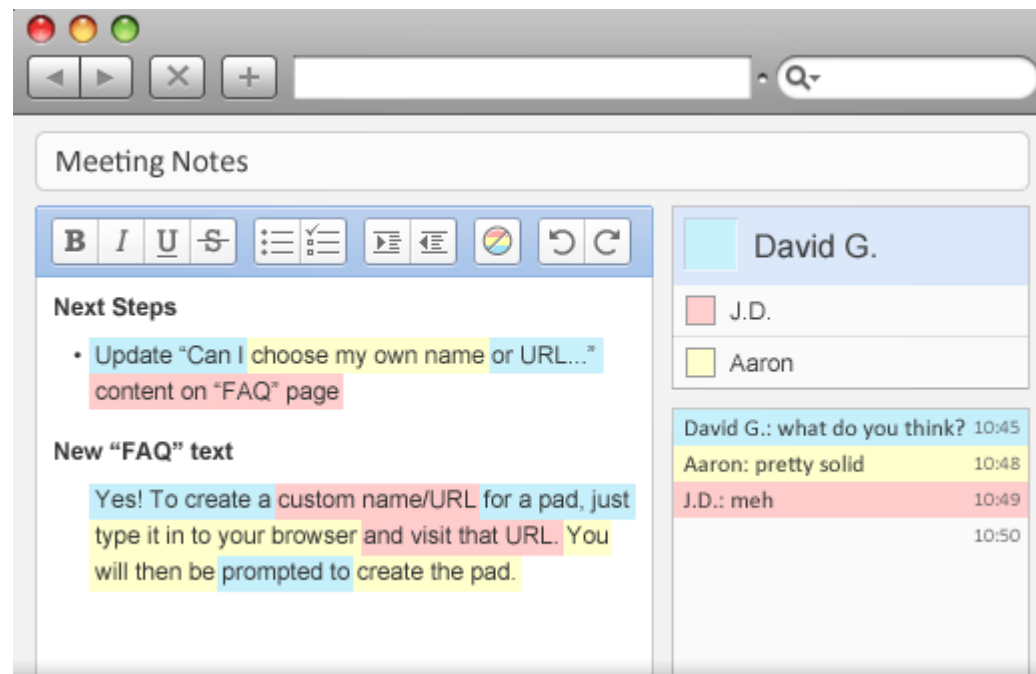 Meeting Notes
B I U S
Next Steps
• Update “Can I choose my own name or URL...”
content on “FAQ” page
New “FAQ” text
Yes! To create a custom name/URL for a pad, just
type it in to your browser and visit that URL. You
will then be prompted to create the pad.
David G.
J.D.
Aaron
David G.: what do you think? 10:45
Aaron: pretty solid 10:48
J.D.: meh 10:49
10:50